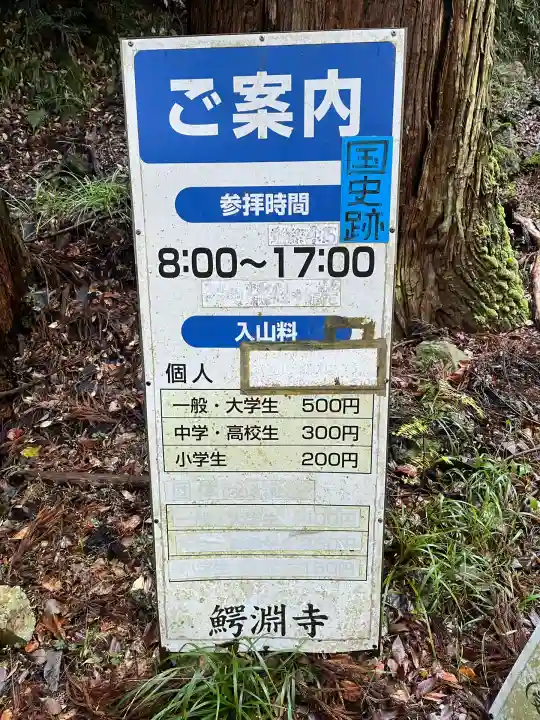 ご案内
国史跡
参拝時間
8:00〜17:00
入山料
個人
一般・大学生 500円
中学・高校生 300円
小学生 200円
鰐淵寺